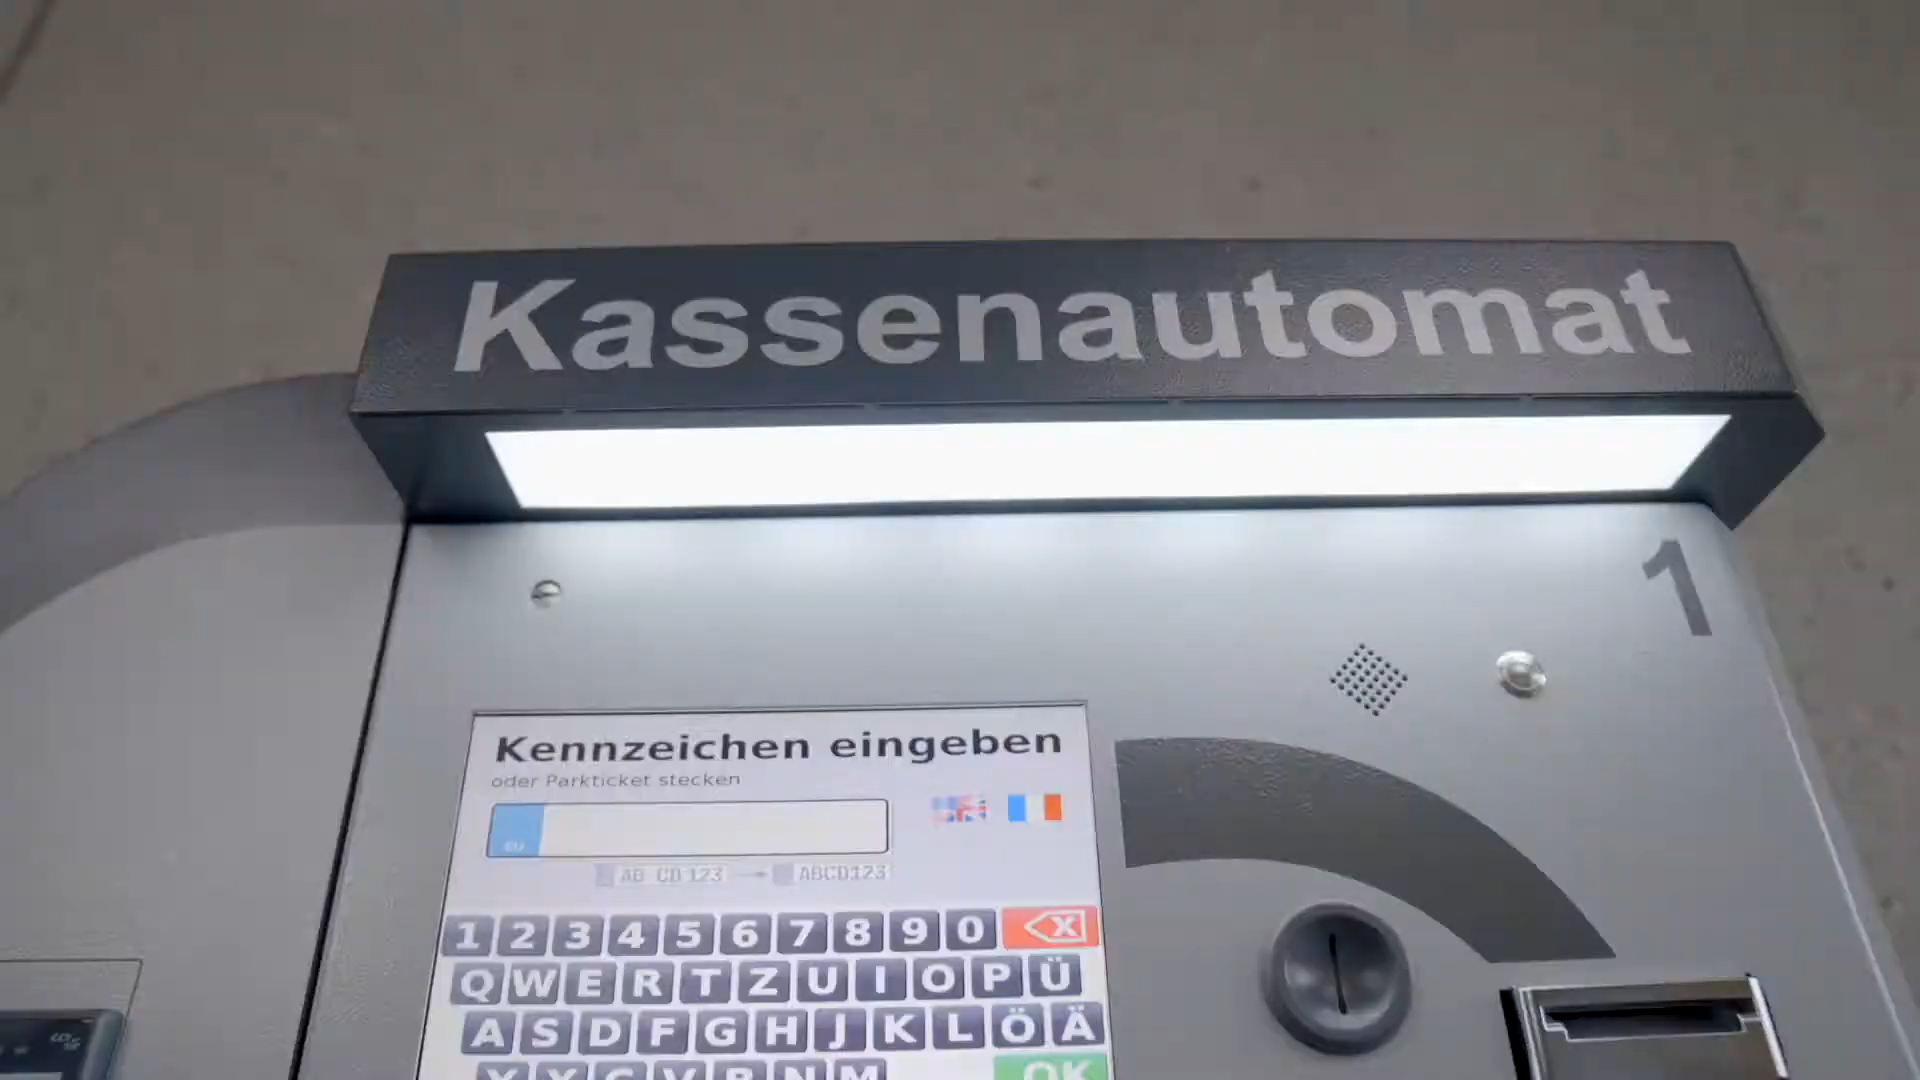 Kassenautomat
1
Kennzeichen eingeben
oder Parkticket stecken
EU
AB CD 123 → ABCD123
1 2 3 4 5 6 7 8 9 0 X
Q W E R T Z U I O P Ü
A S D F G H J K L Ö Ä
Y X C V B N M OK